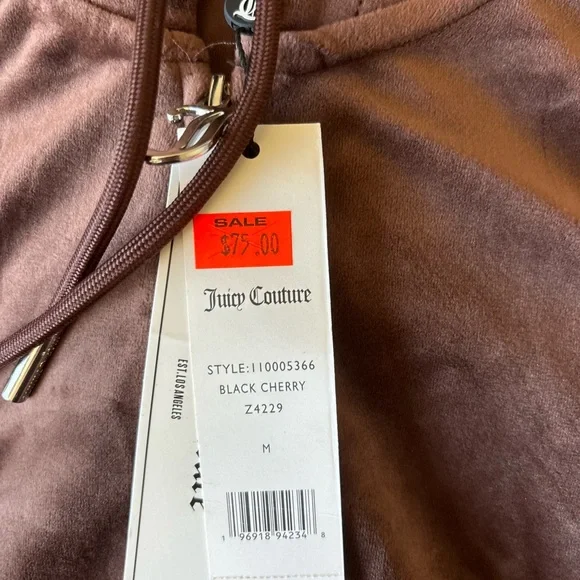 SALE
$75.00
Juicy Couture
STYLE:110005366
BLACK CHERRY
Z4229
M
1 96918 94234 8
EST. LOS ANGELES